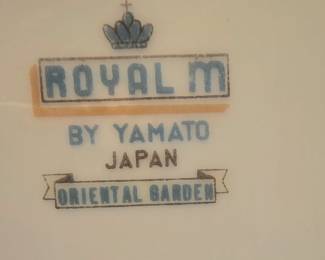 ROYAL M
BY YAMATO
JAPAN
ORIENTAL GARDEN